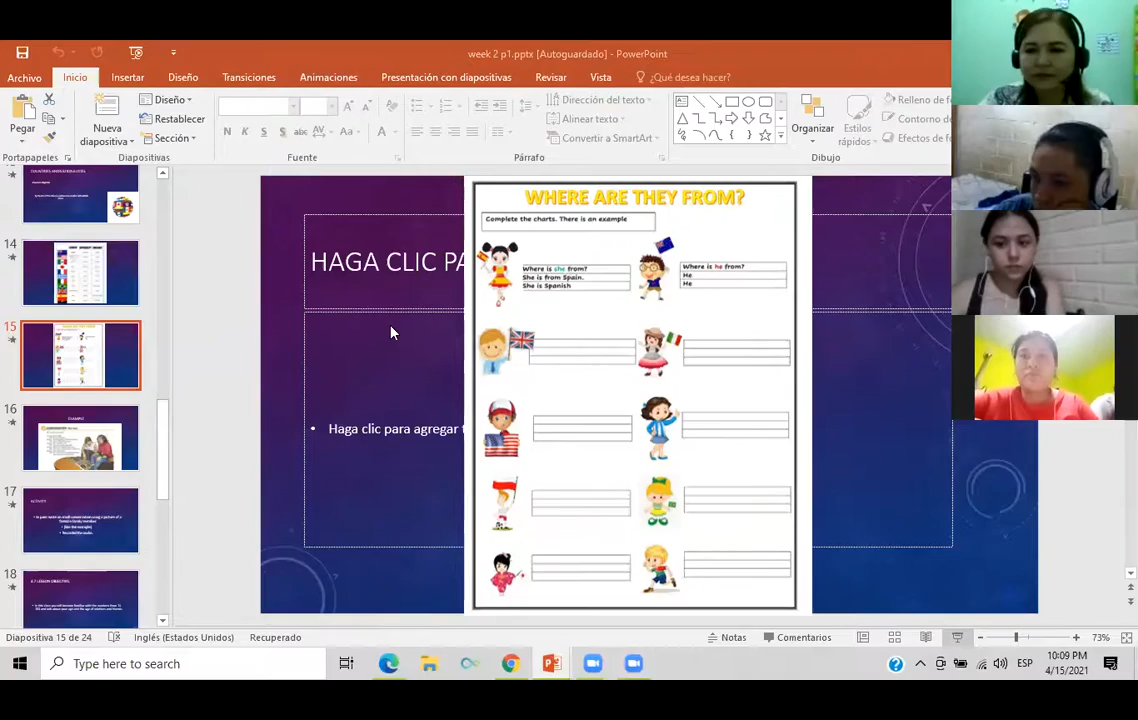 week 2 p1.pptx [Autoguardado] - PowerPoint
Archivo
Inicio
Insertar
Diseño
Transiciones
Animaciones
Presentación con diapositivas
Revisar
Vista
¿Qué desea hacer?
Pegar
Nueva
diapositiva
Diseño
Restablecer
Sección
N K S S abc AV Aa A
Dirección del texto
Alinear texto
Convertir a SmartArt
Organizar
Estilos
rápidos
Relleno de
Contorno de
Efectos de
Portapapeles
Diapositivas
Fuente
Párrafo
Dibujo
14
15
16
EXAMPLE
17
ACTIVITY
18
HAGA CLIC PA
Haga clic para agregar
WHERE ARE THEY FROM?
Complete the charts. There is an example
Where is she from?
She is from Spain.
She is Spanish
Where is he from?
He
He
Diapositiva 15 de 24
Inglés (Estados Unidos)
Recuperado
Notas
Comentarios
73%
Type here to search
ESP
10:09 PM
4/15/2021